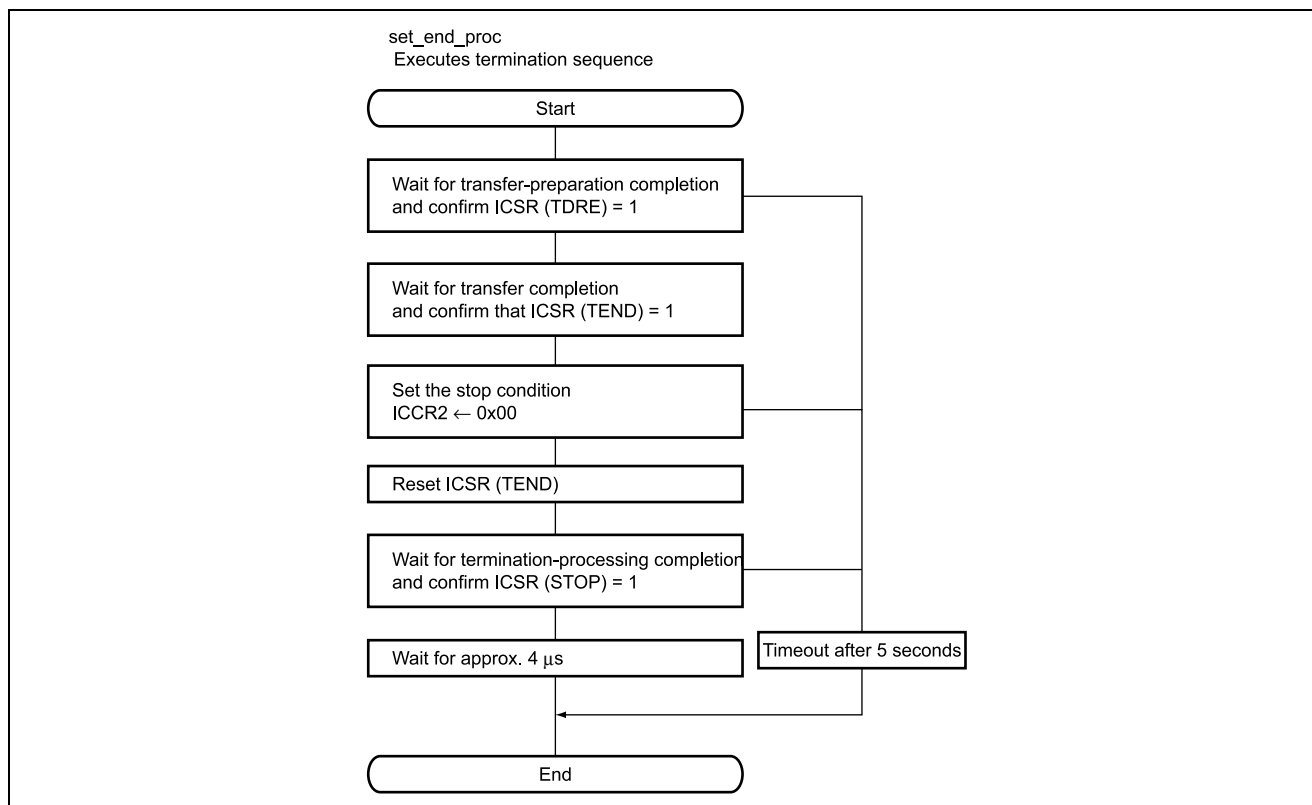 set_end_proc
Executes termination sequence
Start
Wait for transfer-preparation completion
and confirm ICSR (TDRE) = 1
Wait for transfer completion
and confirm that ICSR (TEND) = 1
Set the stop condition
ICCR2 ← 0x00
Reset ICSR (TEND)
Wait for termination-processing completion
and confirm ICSR (STOP) = 1
Timeout after 5 seconds
Wait for approx. 4 μs
End